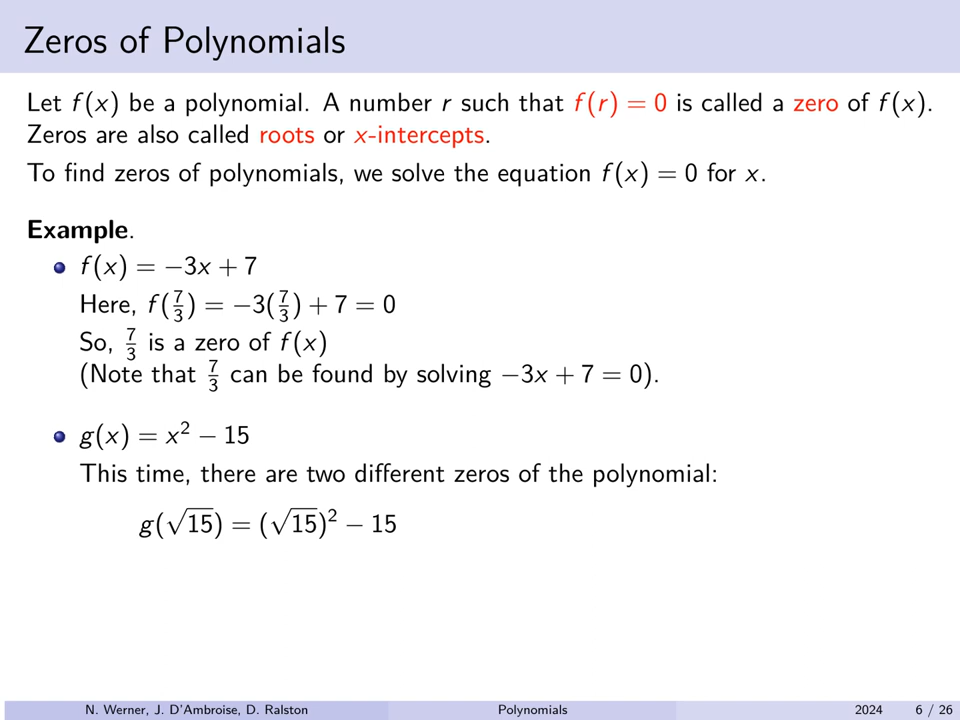 Zeros of Polynomials
Let f(x) be a polynomial. A number r such that f(r) = 0 is called a zero of f(x).
Zeros are also called roots or x-intercepts.
To find zeros of polynomials, we solve the equation f(x) = 0 for x.
Example.
f(x) = −3x + 7
Here, f(7/3) = −3(7/3) + 7 = 0
So, 7/3 is a zero of f(x)
(Note that 7/3 can be found by solving −3x + 7 = 0).
g(x) = x² − 15
This time, there are two different zeros of the polynomial:
g(√15) = (√15)² − 15
N. Werner, J. D'Ambroise, D. Ralston Polynomials 2024 6 / 26